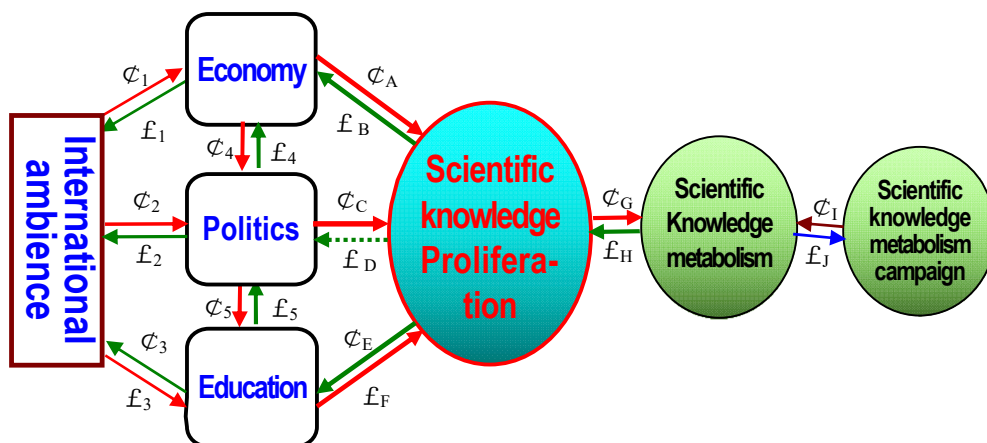 International
ambience
₵1
£1
₵2
£2
₵3
£3
Economy
₵4
£4
Politics
₵5
£5
Education
₵A
£B
₵C
£D
₵E
£F
Scientific
knowledge
Prolifera-
tion
₵G
£H
Scientific
Knowledge
metabolism
₵I
£J
Scientific
knowledge
metabolism
campaign